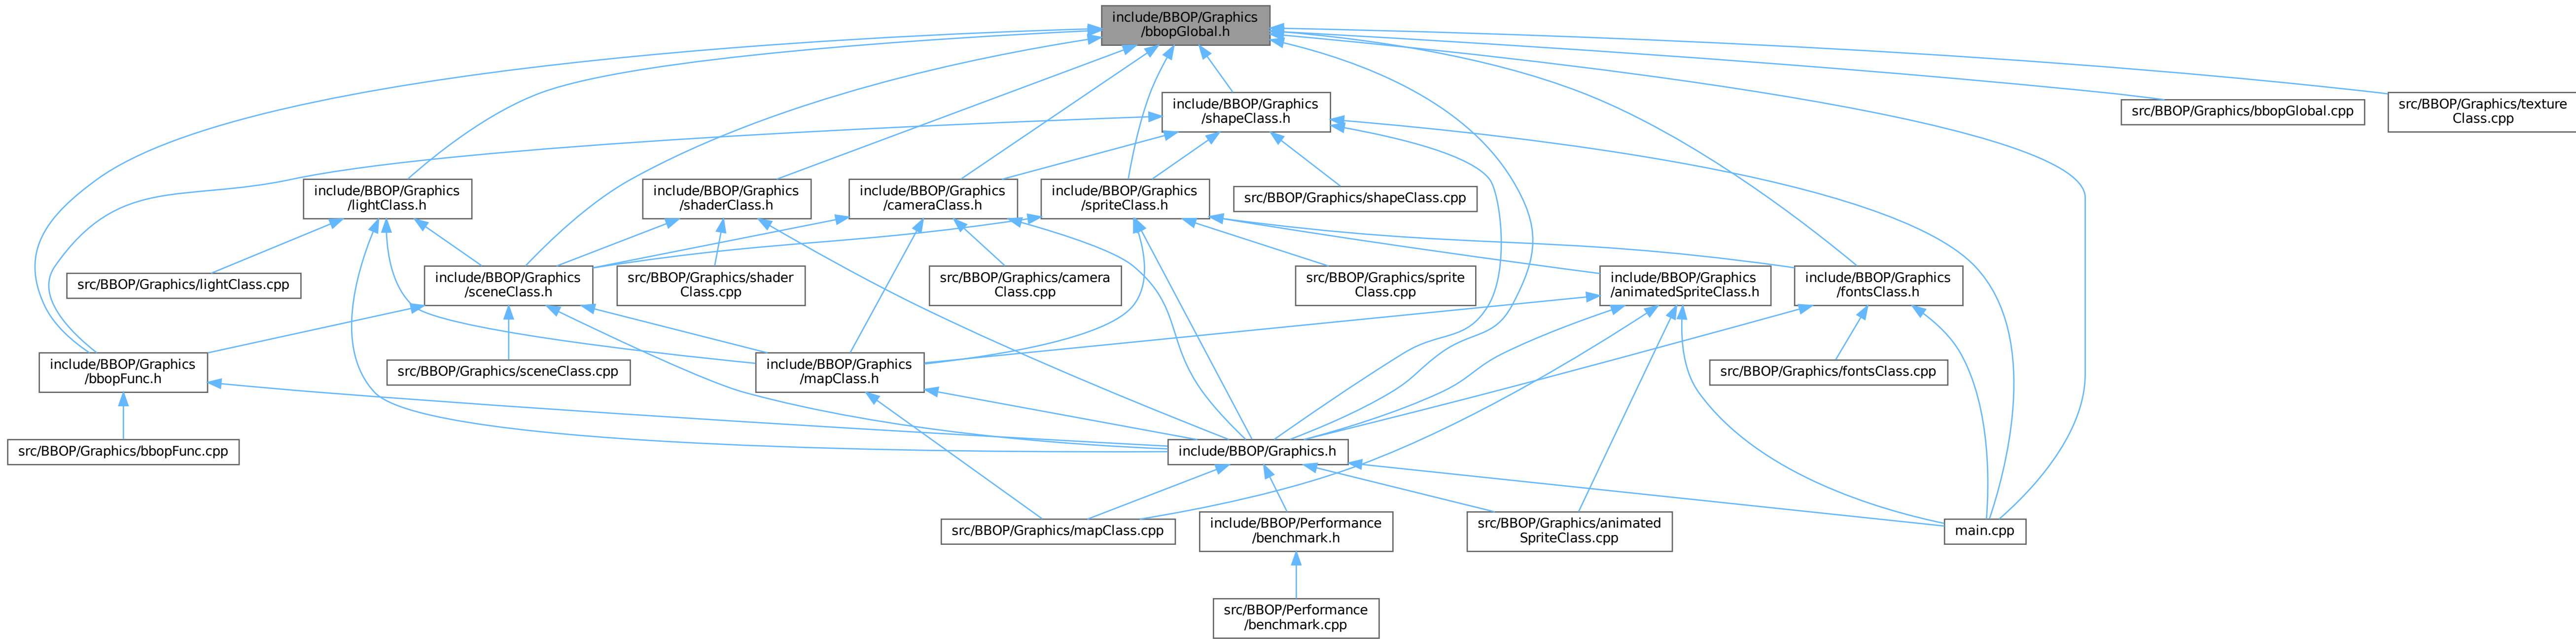 include/BBOP/Graphics
/bbopGlobal.h
include/BBOP/Graphics
/shapeClass.h
src/BBOP/Graphics/bbopGlobal.cpp
src/BBOP/Graphics/texture
Class.cpp
include/BBOP/Graphics
/lightClass.h
include/BBOP/Graphics
/shaderClass.h
include/BBOP/Graphics
/cameraClass.h
include/BBOP/Graphics
/spriteClass.h
src/BBOP/Graphics/shapeClass.cpp
src/BBOP/Graphics/lightClass.cpp
include/BBOP/Graphics
/sceneClass.h
src/BBOP/Graphics/shader
Class.cpp
src/BBOP/Graphics/camera
Class.cpp
src/BBOP/Graphics/sprite
Class.cpp
include/BBOP/Graphics
/animatedSpriteClass.h
include/BBOP/Graphics
/fontsClass.h
include/BBOP/Graphics
/bbopFunc.h
src/BBOP/Graphics/sceneClass.cpp
include/BBOP/Graphics
/mapClass.h
src/BBOP/Graphics/fontsClass.cpp
src/BBOP/Graphics/bbopFunc.cpp
include/BBOP/Graphics.h
src/BBOP/Graphics/mapClass.cpp
include/BBOP/Performance
/benchmark.h
src/BBOP/Graphics/animated
SpriteClass.cpp
main.cpp
src/BBOP/Performance
/benchmark.cpp